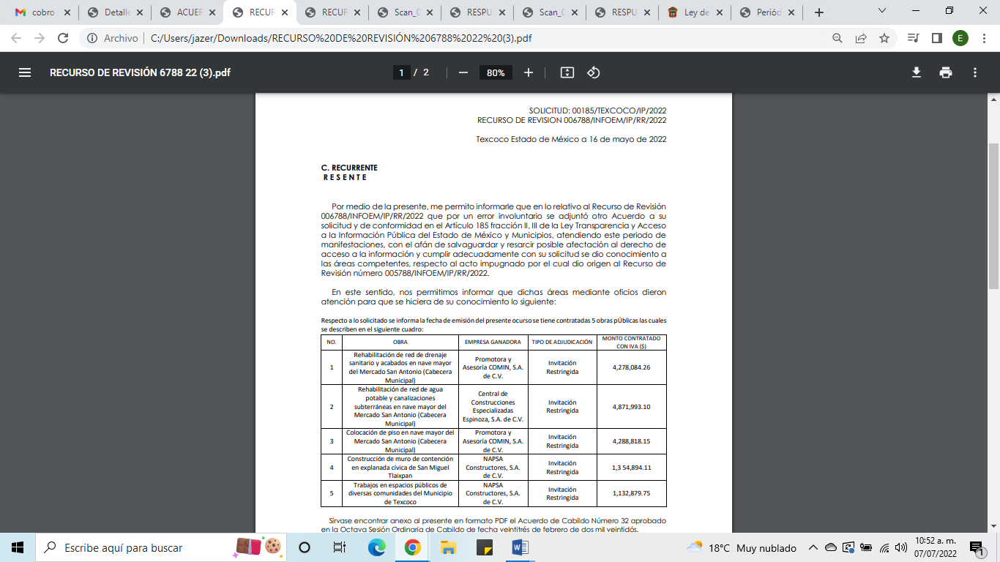 cobro
Detalle
ACUER
RECUR
RECUR
Scan_0
RESPU
Scan_0
RESPU
Ley de
Periód
Archivo | C:/Users/jazer/Downloads/RECURSO%20DE%20REVISIÓN%206788%2022%20(3).pdf
E
RECURSO DE REVISIÓN 6788 22 (3).pdf
1 / 2
80%
SOLICITUD: 00185/TEXCOCO/IP/2022
RECURSO DE REVISION 006788/INFOEM/IP/RR/2022
Texcoco Estado de México a 16 de mayo de 2022
C. RECURRENTE
R E S E N T E
Por medio de la presente, me permito informarle que en lo relativo al Recurso de Revisión
006788/INFOEM/IP/RR/2022 que por un error involuntario se adjuntó otro Acuerdo a su
solicitud y de conformidad en el Artículo 185 fracción II, III de la Ley Transparencia y Acceso
a la Información Pública del Estado de México y Municipios, atendiendo este periodo de
manifestaciones, con el afán de salvaguardar y resarcir posible afectación al derecho de
acceso a la información y cumplir adecuadamente con su solicitud se dio conocimiento a
las áreas competentes, respecto al acto impugnado por el cual dio origen al Recurso de
Revisión número 005788/INFOEM/IP/RR/2022.
En este sentido, nos permitimos informar que dichas áreas mediante oficios dieron
atención para que se hiciera de su conocimiento lo siguiente:
Respecto a lo solicitado se informa la fecha de emisión del presente ocurso se tiene contratadas 5 obras pÚblicas las cuales
se describen en el siguiente cuadro:
NO.
OBRA
EMPRESA GANADORA
TIPO DE ADJUDICACIÓN
MONTO CONTRATADO
CON IVA ($)
1
Rehabilitación de red de drenaje
sanitario y acabados en nave mayor
del Mercado San Antonio (Cabecera
Municipal)
Promotora y
Asesoría COMIN, S.A.
de C.V.
Invitación
Restringida
4,278,084.26
2
Rehabilitación de red de agua
potable y canalizaciones
subterráneas en nave mayor del
Mercado San Antonio (Cabecera
Municipal)
Central de
Construcciones
Especializadas
Espinoza, S.A. de C.V.
Invitación
Restringida
4,871,993.10
3
Colocación de piso en nave mayor del
Mercado San Antonio (Cabecera
Municipal)
Promotora y
Asesoría COMIN, S.A.
de C.V.
Invitación
Restringida
4,288,818.15
4
Construcción de muro de contención
en explanada cívica de San Miguel
Tlaixpan
NAPSA
Constructores, S.A.
de C.V.
Invitación
Restringida
1,3 54,894.11
5
Trabajos en espacios públicos de
diversas comunidades del Municipio
de Texcoco
NAPSA
Constructores, S.A.
de C.V.
Invitación
Restringida
1,132,879.75
Sírvase encontrar anexo al presente en formato PDF el Acuerdo de Cabildo Número 32 aprobado
en la Octava Sesión Ordinaria de Cabildo de fecha veintitrés de febrero de dos mil veintidós.
Escribe aquí para buscar
18°C Muy nublado
10:52 a. m.
07/07/2022
1